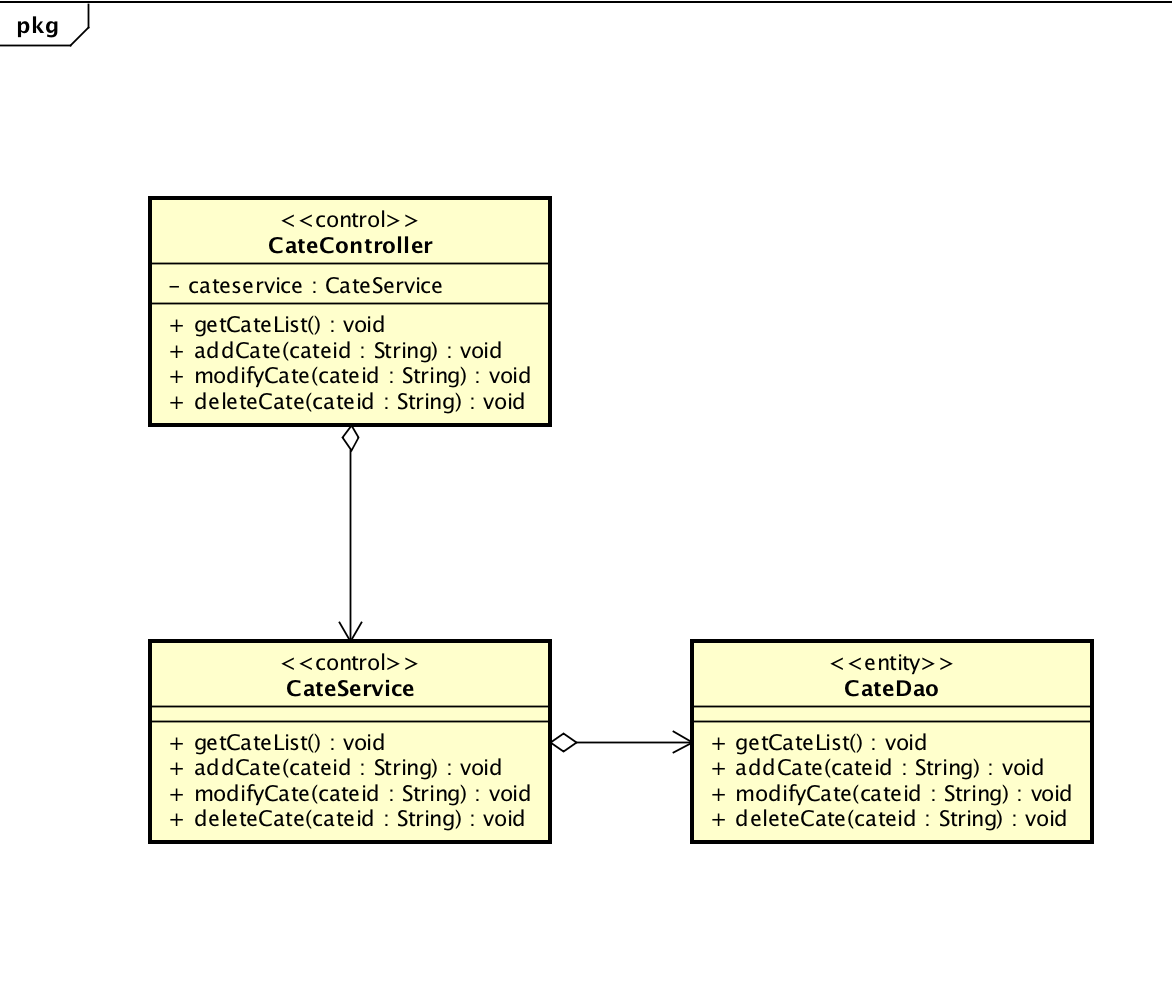 pkg
<<control>>
CateController
- cateservice : CateService
+ getCateList() : void
+ addCate(cateid : String) : void
+ modifyCate(cateid : String) : void
+ deleteCate(cateid : String) : void
<<control>>
CateService
+ getCateList() : void
+ addCate(cateid : String) : void
+ modifyCate(cateid : String) : void
+ deleteCate(cateid : String) : void
<<entity>>
CateDao
+ getCateList() : void
+ addCate(cateid : String) : void
+ modifyCate(cateid : String) : void
+ deleteCate(cateid : String) : void